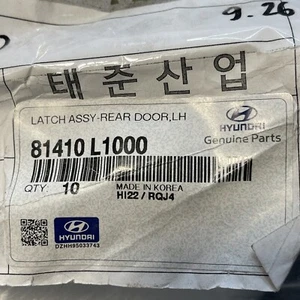 9.26
태준산업
LATCH ASSY-REAR DOOR,LH
81410 L1000
HYUNDAI
Genuine Parts
QTY. 10
MADE IN KOREA
HI22 / RQJ4
HYUNDAI
DZHH95033743